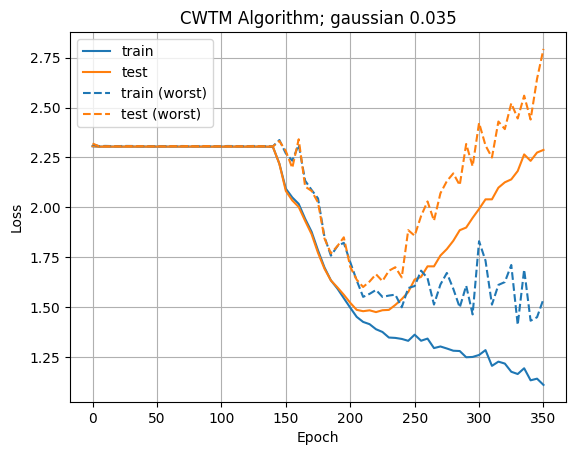 CWTM Algorithm; gaussian 0.035
train
test
train (worst)
test (worst)
2.75
2.50
2.25
2.00
1.75
1.50
1.25
Loss
0 50 100 150 200 250 300 350
Epoch